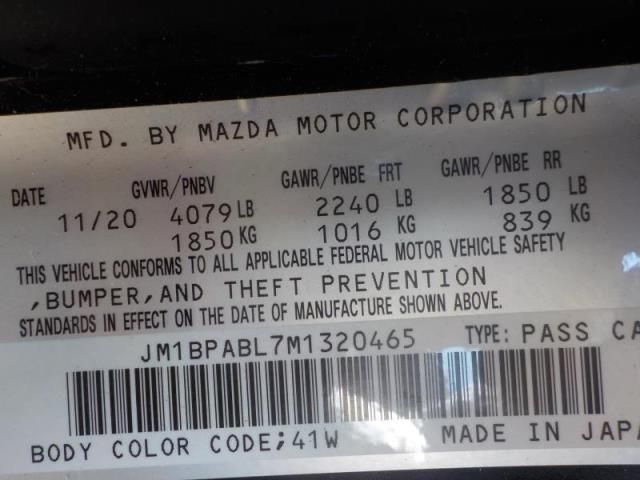 MFD. BY MAZDA MOTOR CORPORATION
DATE GVWR/PNBV GAWR/PNBE FRT GAWR/PNBE RR
11/20 4079 LB 2240 LB 1850 LB
1850 KG 1016 KG 839 KG
THIS VEHICLE CONFORMS TO ALL APPLICABLE FEDERAL MOTOR VEHICLE SAFETY
,BUMPER,AND THEFT PREVENTION
STANDARDS IN EFFECT ON THE DATE OF MANUFACTURE SHOWN ABOVE.
JM1BPABL7M1320465 TYPE: PASS CA
BODY COLOR CODE;41W MADE IN JAPA